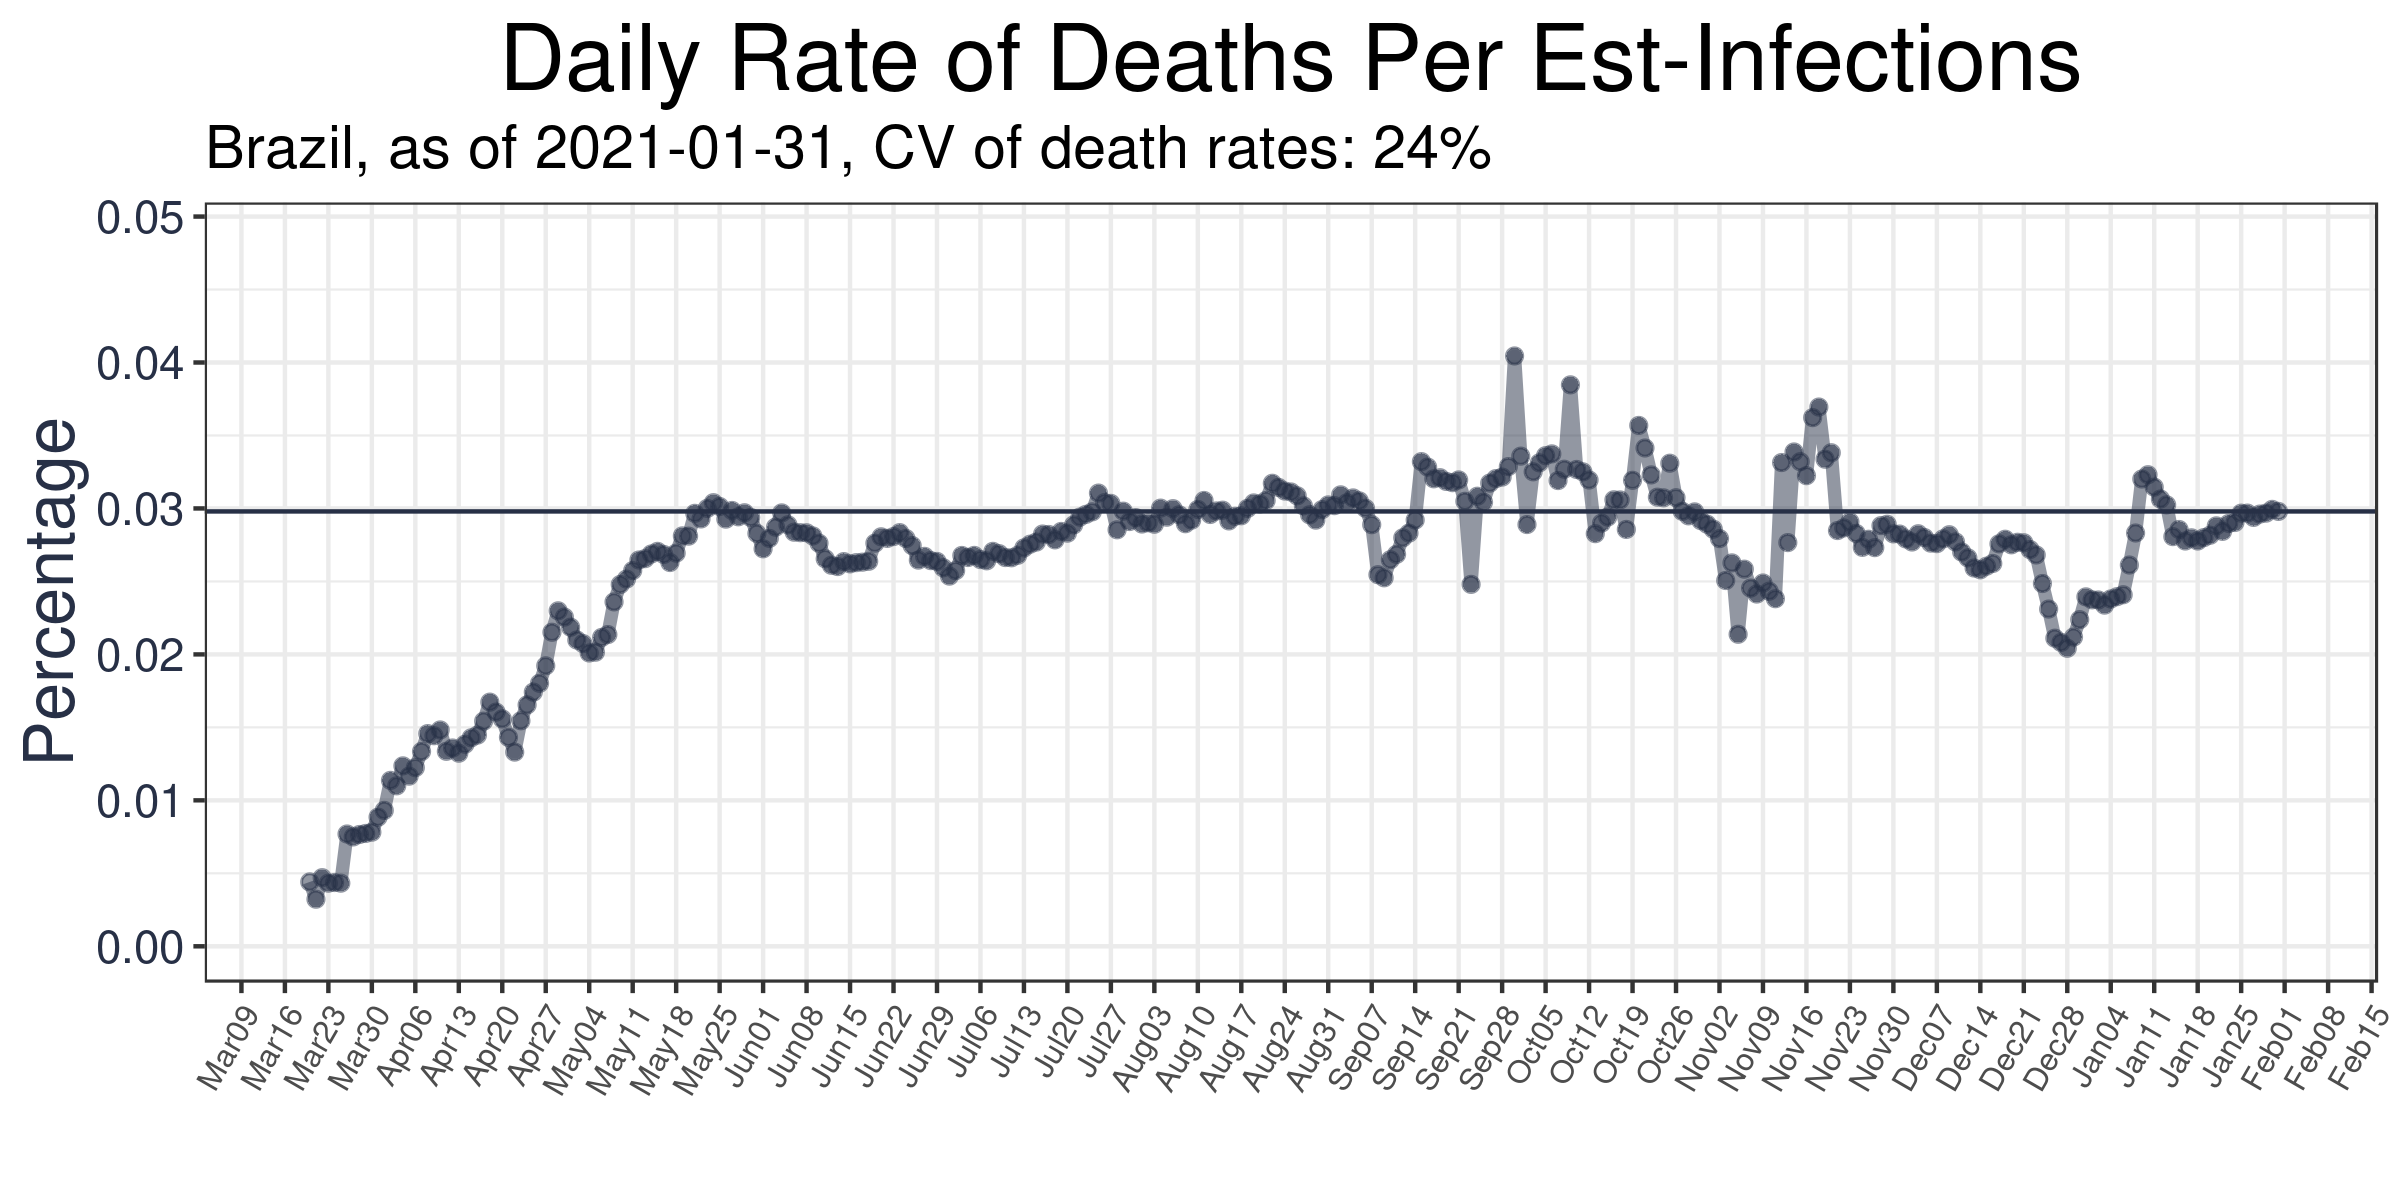 Daily Rate of Deaths Per Est-Infections
Brazil, as of 2021-01-31, CV of death rates: 24%
Percentage
0.05
0.04
0.03
0.02
0.01
0.00
Mar09
Mar16
Mar23
Mar30
Apr06
Apr13
Apr20
Apr27
May04
May11
May18
May25
Jun01
Jun08
Jun15
Jun22
Jun29
Jul06
Jul13
Jul20
Jul27
Aug03
Aug10
Aug17
Aug24
Aug31
Sep07
Sep14
Sep21
Sep28
Oct05
Oct12
Oct19
Oct26
Nov02
Nov09
Nov16
Nov23
Nov30
Dec07
Dec14
Dec21
Dec28
Jan04
Jan11
Jan18
Jan25
Feb01
Feb08
Feb15